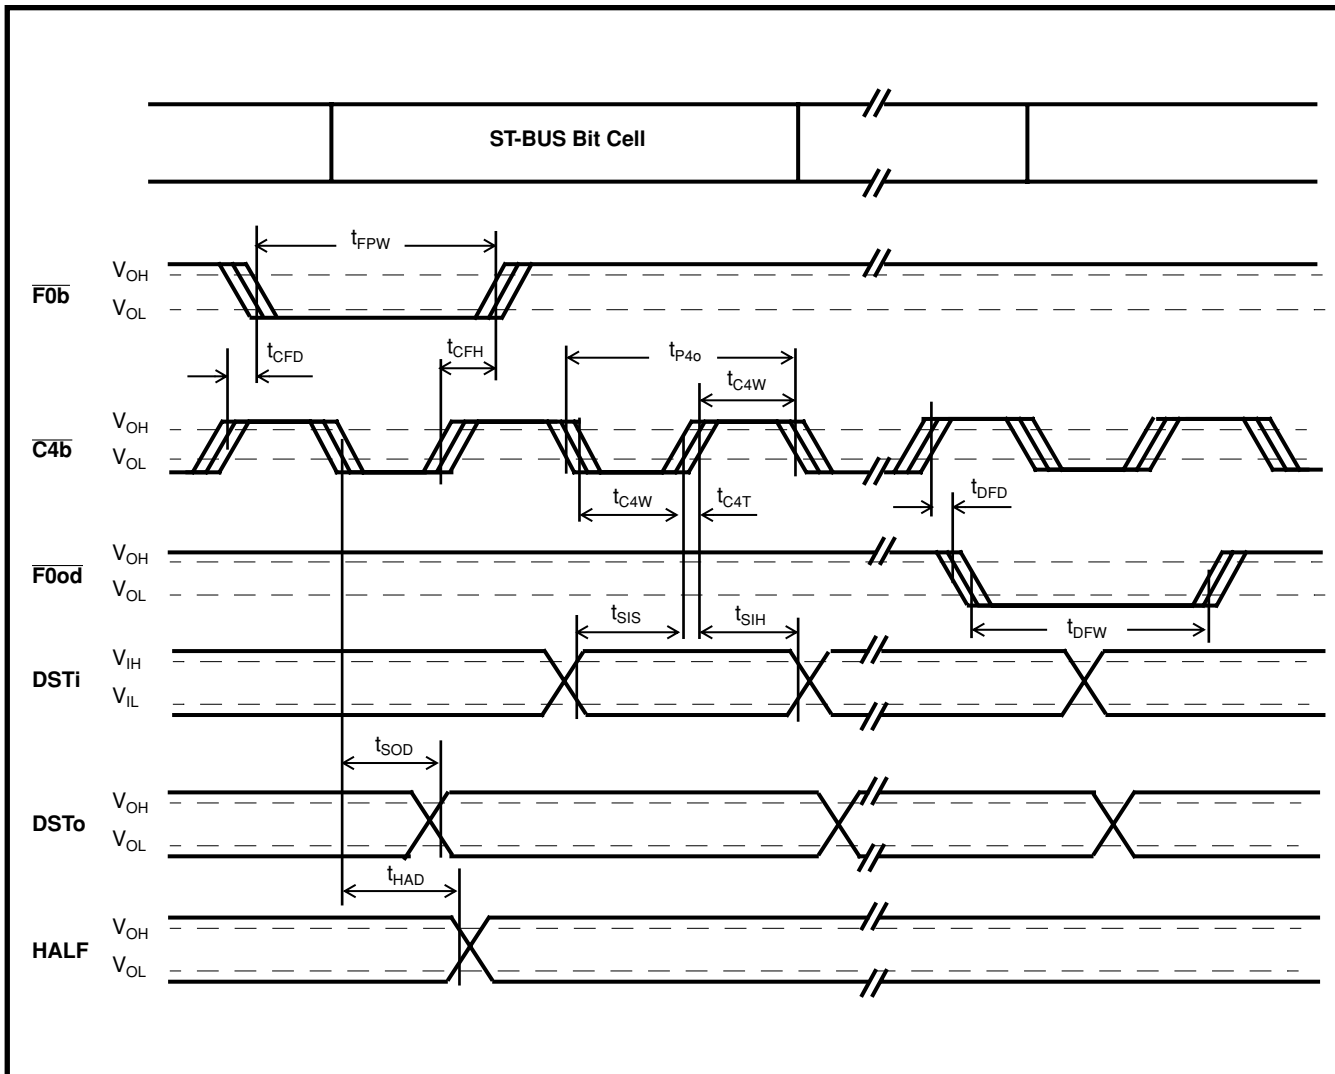 ST-BUS Bit Cell
tFPW
VOH
F0b
VOL
tCFD
tCFH
tP4o
tC4W
VOH
C4b
VOL
tC4W
tC4T
tDFD
VOH
F0od
VOL
tSIS
tSIH
tDFW
VIH
DSTi
VIL
tSOD
VOH
DSTo
VOL
tHAD
VOH
HALF
VOL